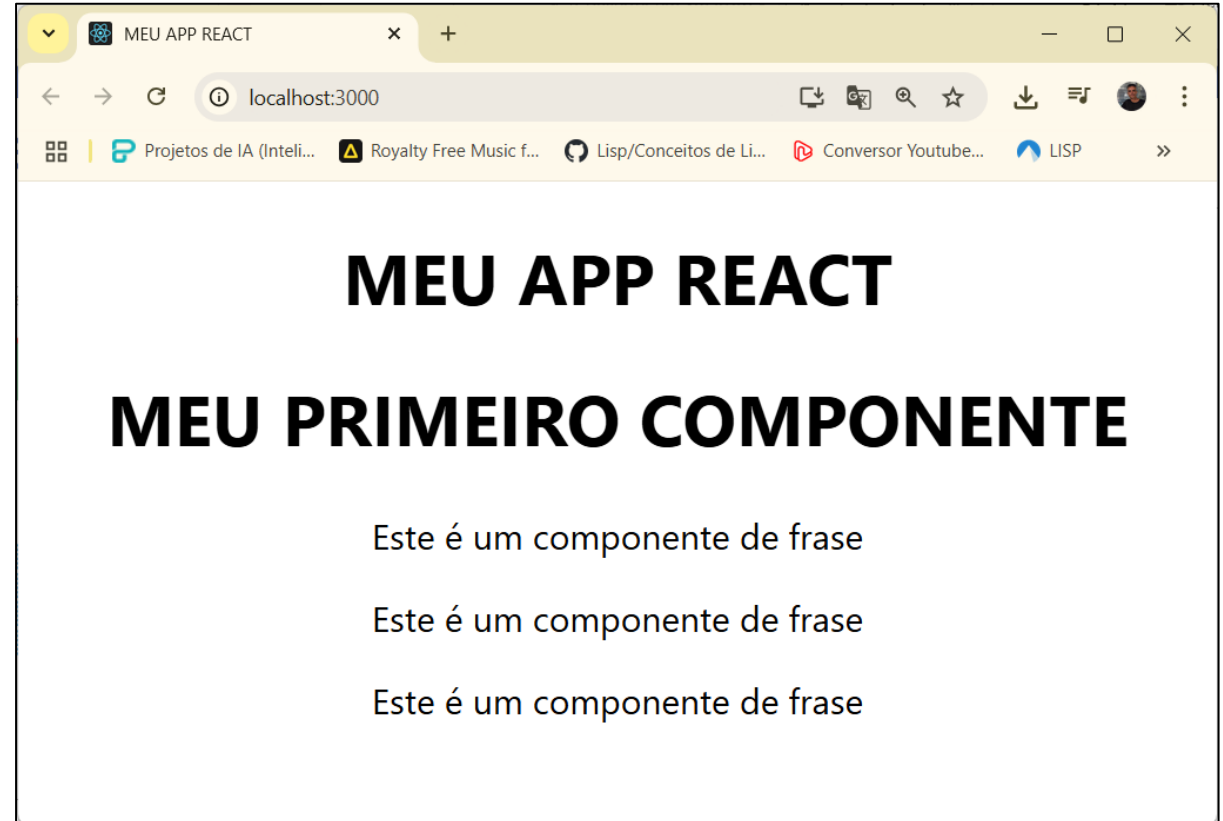 MEU APP REACT
localhost:3000
Projetos de IA (Inteli...
Royalty Free Music f...
Lisp/Conceitos de Li...
Conversor Youtube...
LISP
MEU APP REACT
MEU PRIMEIRO COMPONENTE
Este é um componente de frase
Este é um componente de frase
Este é um componente de frase